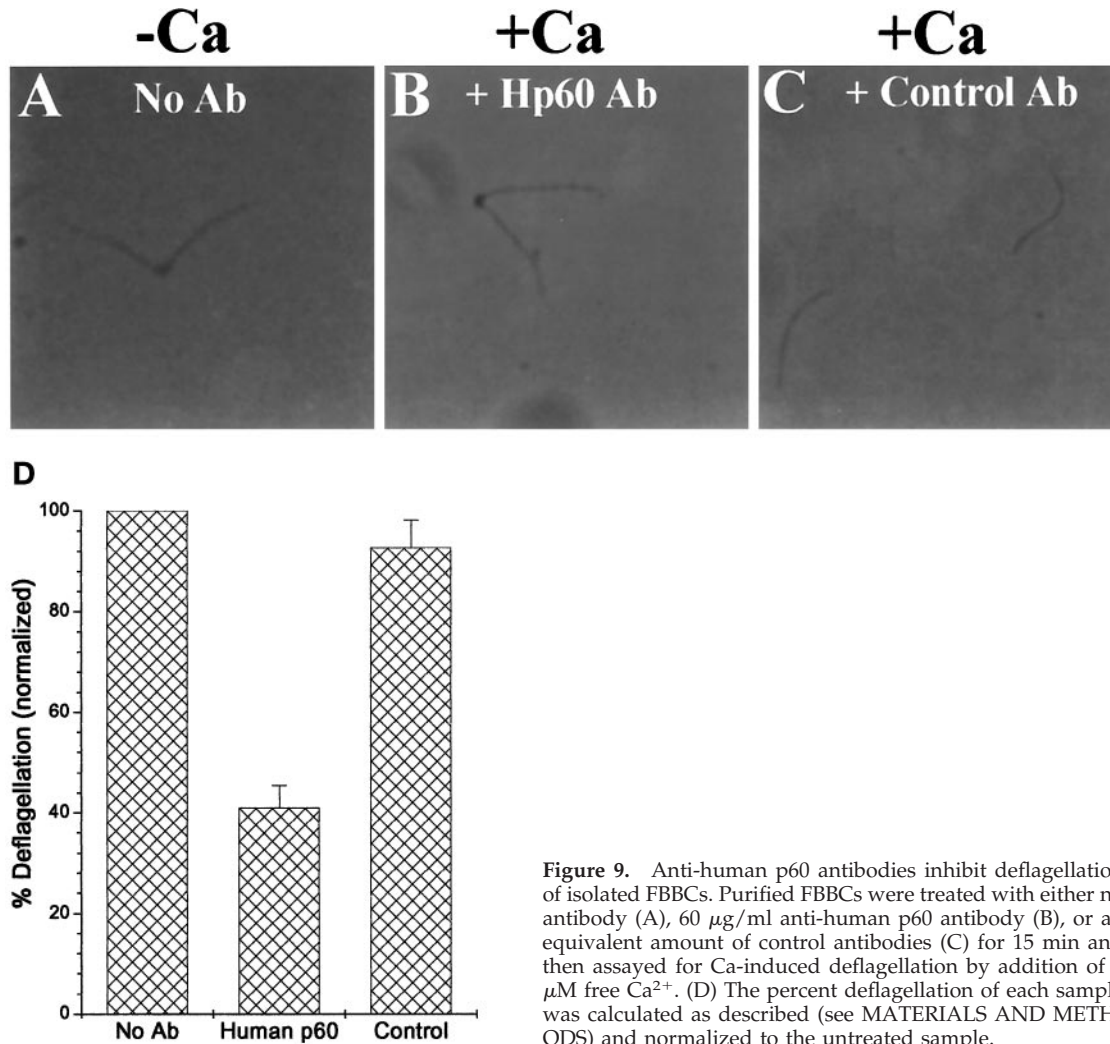 -Ca +Ca +Ca
A No Ab B + Hp60 Ab C + Control Ab
D
100
80
60
40
20
0
% Deflagellation (normalized)
No Ab Human p60 Control
Figure 9. Anti-human p60 antibodies inhibit deflagellatio
of isolated FBBCs. Purified FBBCs were treated with either n
antibody (A), 60 μg/ml anti-human p60 antibody (B), or a
equivalent amount of control antibodies (C) for 15 min an
then assayed for Ca-induced deflagellation by addition of
μM free Ca²⁺. (D) The percent deflagellation of each sampl
was calculated as described (see MATERIALS AND METH
ODS) and normalized to the untreated sample.